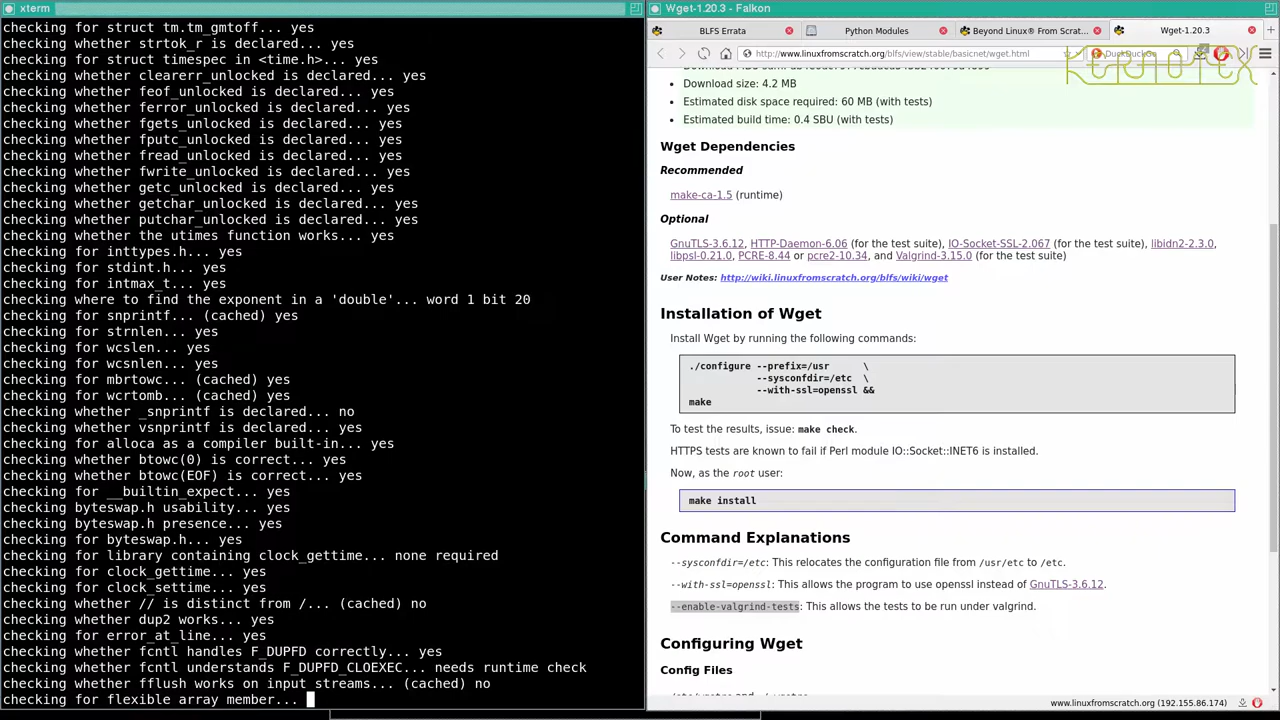 xterm
checking for struct tm.tm_gmtoff... yes
checking whether strtok_r is declared... yes
checking for struct timespec in <time.h>... yes
checking whether clearerr_unlocked is declared... yes
checking whether feof_unlocked is declared... yes
checking whether ferror_unlocked is declared... yes
checking whether fgets_unlocked is declared... yes
checking whether fputc_unlocked is declared... yes
checking whether fread_unlocked is declared... yes
checking whether fwrite_unlocked is declared... yes
checking whether getc_unlocked is declared... yes
checking whether getchar_unlocked is declared... yes
checking whether putchar_unlocked is declared... yes
checking whether the utimes function works... yes
checking for inttypes.h... yes
checking for stdint.h... yes
checking for intmax_t... yes
checking where to find the exponent in a 'double'... word 1 bit 20
checking for snprintf... (cached) yes
checking for strnlen... yes
checking for wcslen... yes
checking for wcsnlen... yes
checking for mbrtowc... (cached) yes
checking for wcrtomb... (cached) yes
checking whether _snprintf is declared... no
checking whether vsnprintf is declared... yes
checking for alloca as a compiler built-in... yes
checking whether btowc(0) is correct... yes
checking whether btowc(EOF) is correct... yes
checking for __builtin_expect... yes
checking byteswap.h usability... yes
checking byteswap.h presence... yes
checking for byteswap.h... yes
checking for library containing clock_gettime... none required
checking for clock_gettime... yes
checking for clock_settime... yes
checking whether // is distinct from /... (cached) no
checking whether dup2 works... yes
checking for error_at_line... yes
checking whether fcntl handles F_DUPFD correctly... yes
checking whether fcntl understands F_DUPFD_CLOEXEC... needs runtime check
checking whether fflush works on input streams... (cached) no
checking for flexible array member...
Wget-1.20.3 - Falkon
BLFS Errata
Python Modules
Beyond Linux® From Scrat...
Wget-1.20.3
http://www.linuxfromscratch.org/blfs/view/stable/basicnet/wget.html
DuckDuckGo
KERNOTEX
• Download size: 4.2 MB
• Estimated disk space required: 60 MB (with tests)
• Estimated build time: 0.4 SBU (with tests)
Wget Dependencies
Recommended
make-ca-1.5 (runtime)
Optional
GnuTLS-3.6.12, HTTP-Daemon-6.06 (for the test suite), IO-Socket-SSL-2.067 (for the test suite), libidn2-2.3.0,
libpsl-0.21.0, PCRE-8.44 or pcre2-10.34, and Valgrind-3.15.0 (for the test suite)
User Notes: http://wiki.linuxfromscratch.org/blfs/wiki/wget
Installation of Wget
Install Wget by running the following commands:
./configure --prefix=/usr \
--sysconfdir=/etc \
--with-ssl=openssl &&
make
To test the results, issue: make check.
HTTPS tests are known to fail if Perl module IO::Socket::INET6 is installed.
Now, as the root user:
make install
Command Explanations
--sysconfdir=/etc: This relocates the configuration file from /usr/etc to /etc.
--with-ssl=openssl: This allows the program to use openssl instead of GnuTLS-3.6.12.
--enable-valgrind-tests: This allows the tests to be run under valgrind.
Configuring Wget
Config Files
www.linuxfromscratch.org (192.155.86.174)